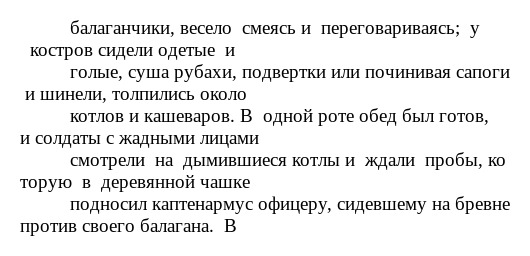 балаганчики, весело смеясь и переговариваясь; у
костров сидели одетые и
голые, суша рубахи, подвертки или починивая сапоги
и шинели, толпились около
котлов и кашеваров. В одной роте обед был готов,
и солдаты с жадными лицами
смотрели на дымившиеся котлы и ждали пробы, ко
торую в деревянной чашке
подносил каптенармус офицеру, сидевшему на бревне
против своего балагана. В